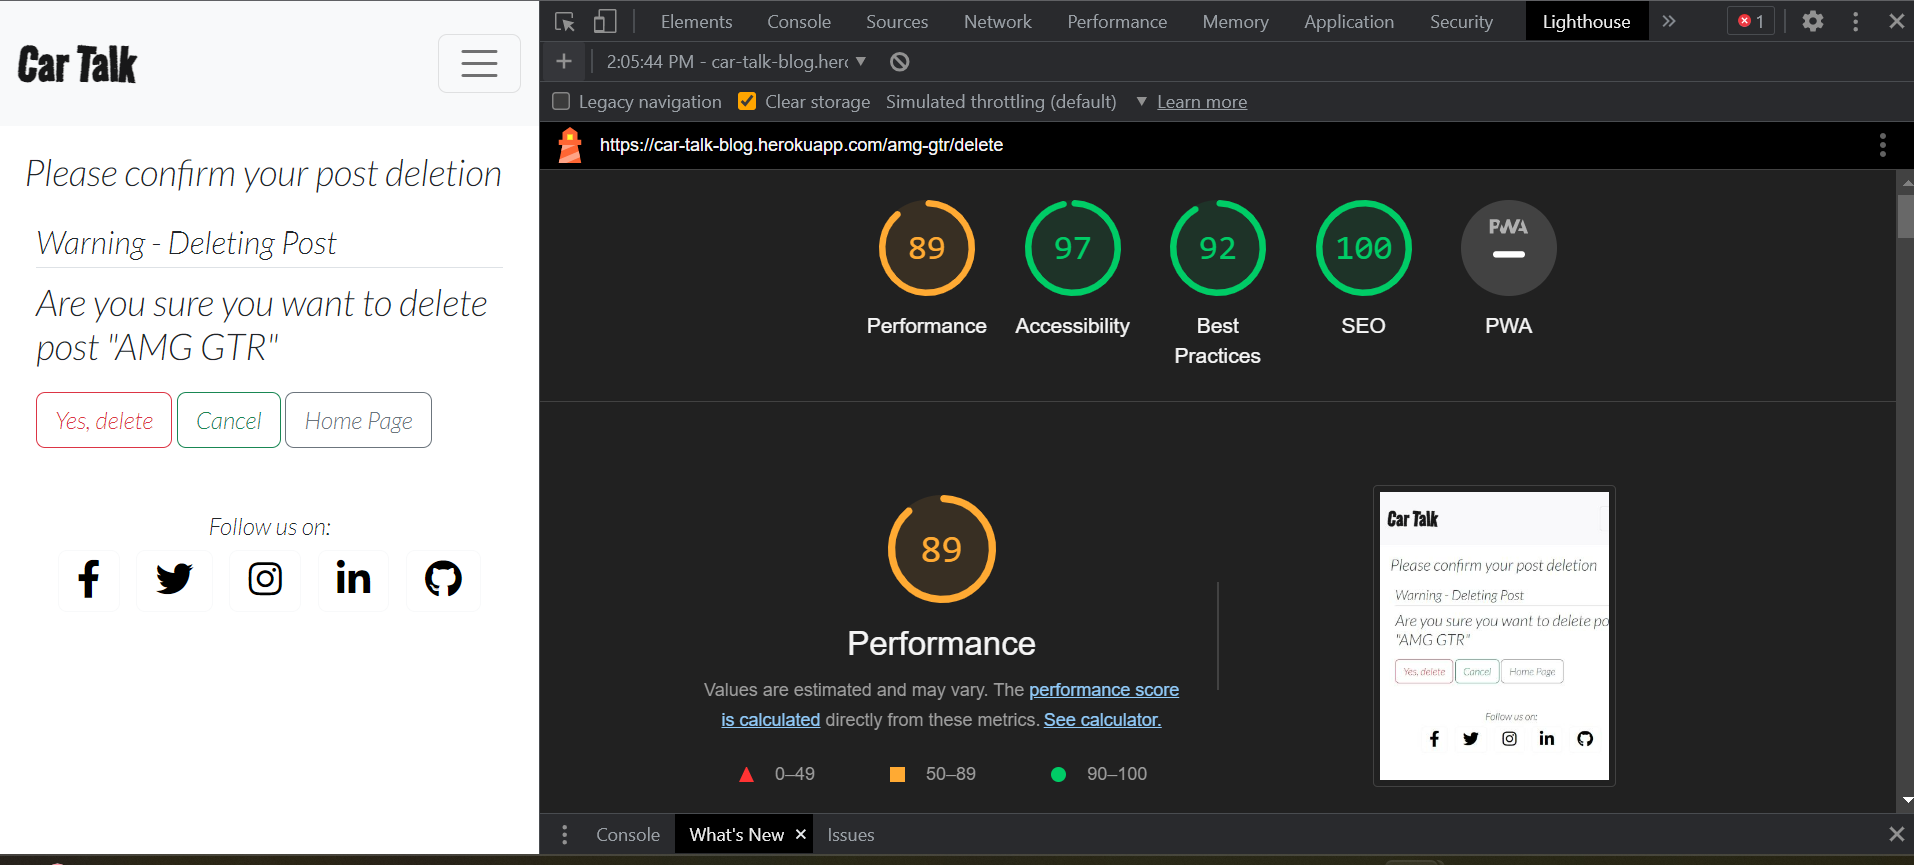 Car Talk
Please confirm your post deletion
Warning - Deleting Post
Are you sure you want to delete
post "AMG GTR"
Yes, delete
Cancel
Home Page
Follow us on:
Elements Console Sources Network Performance Memory Application Security Lighthouse 1
2:05:44 PM - car-talk-blog.her
Legacy navigation Clear storage Simulated throttling (default) Learn more
https://car-talk-blog.herokuapp.com/amg-gtr/delete
89 97 92 100 PWA
Performance Accessibility Best Practices SEO PWA
89
Performance
Values are estimated and may vary. The performance score
is calculated directly from these metrics. See calculator.
0–49 50–89 90–100
Car Talk
Please confirm your post deletion
Warning - Deleting Post
Are you sure you want to delete po
"AMG GTR"
Yes, delete Cancel Home Page
Follow us on:
Console What's New Issues